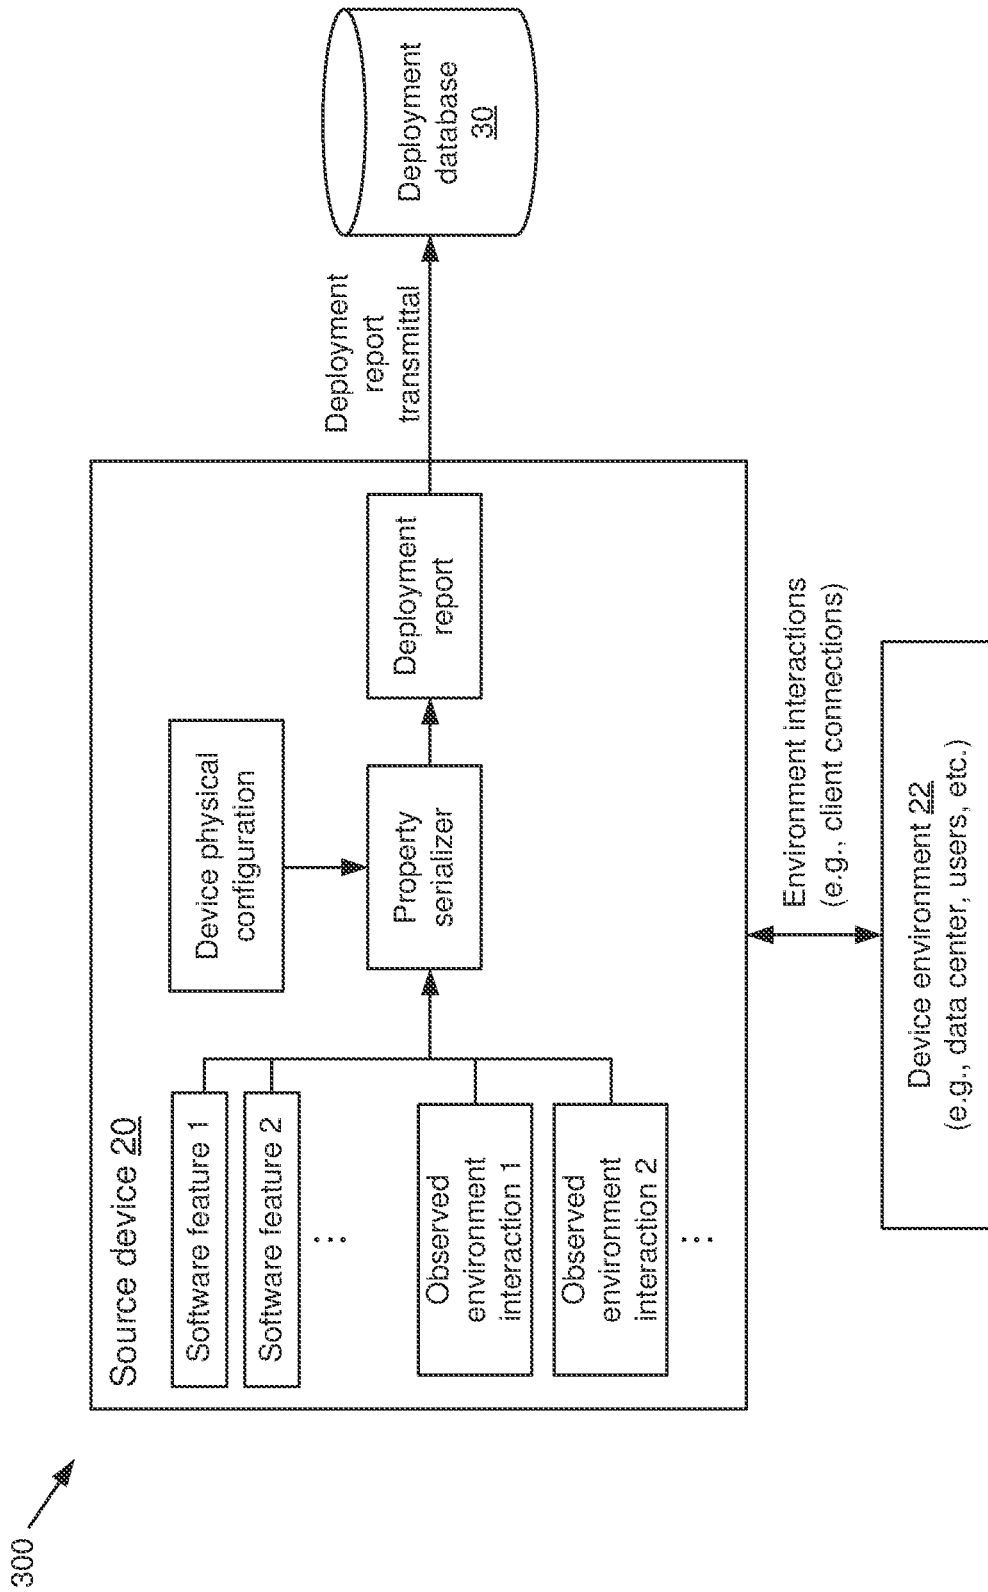 300
Source device 20
Software feature 1
Software feature 2
...
Observed
environment
interaction 1
Observed
environment
interaction 2
...
Device physical
configuration
Property
serializer
Deployment
report
Deployment
report
transmittal
Deployment
database
30
Environment interactions
(e.g., client connections)
Device environment 22
(e.g., data center, users, etc.)